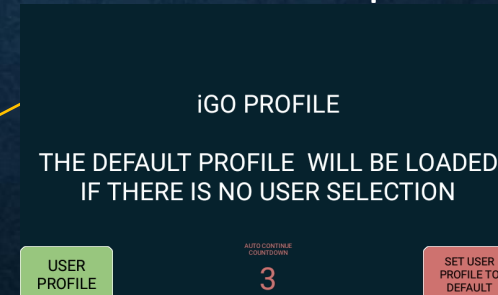 iGO PROFILE
THE DEFAULT PROFILE WILL BE LOADED
IF THERE IS NO USER SELECTION
AUTO CONTINUE
COUNTDOWN
3
USER
PROFILE
SET USER
PROFILE TO
DEFAULT